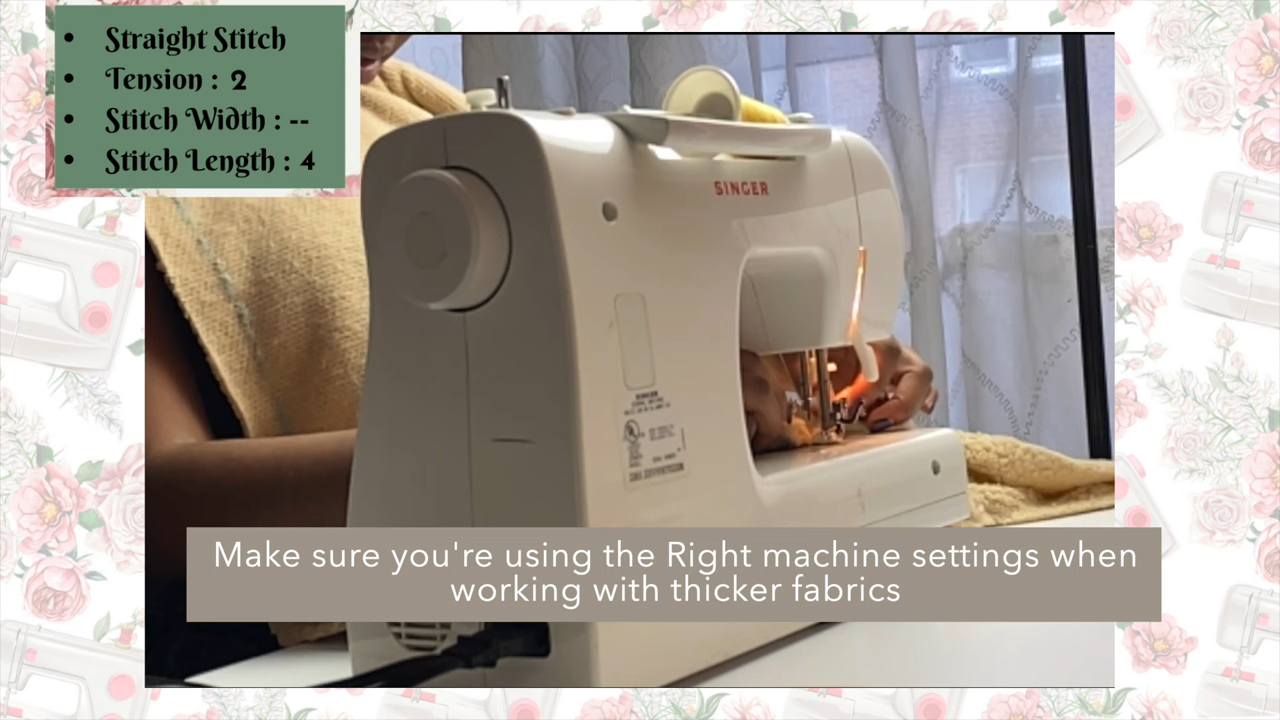 • Straight Stitch
• Tension : 2
• Stitch Width : --
• Stitch Length : 4
SINGER
Make sure you're using the Right machine settings when
working with thicker fabrics